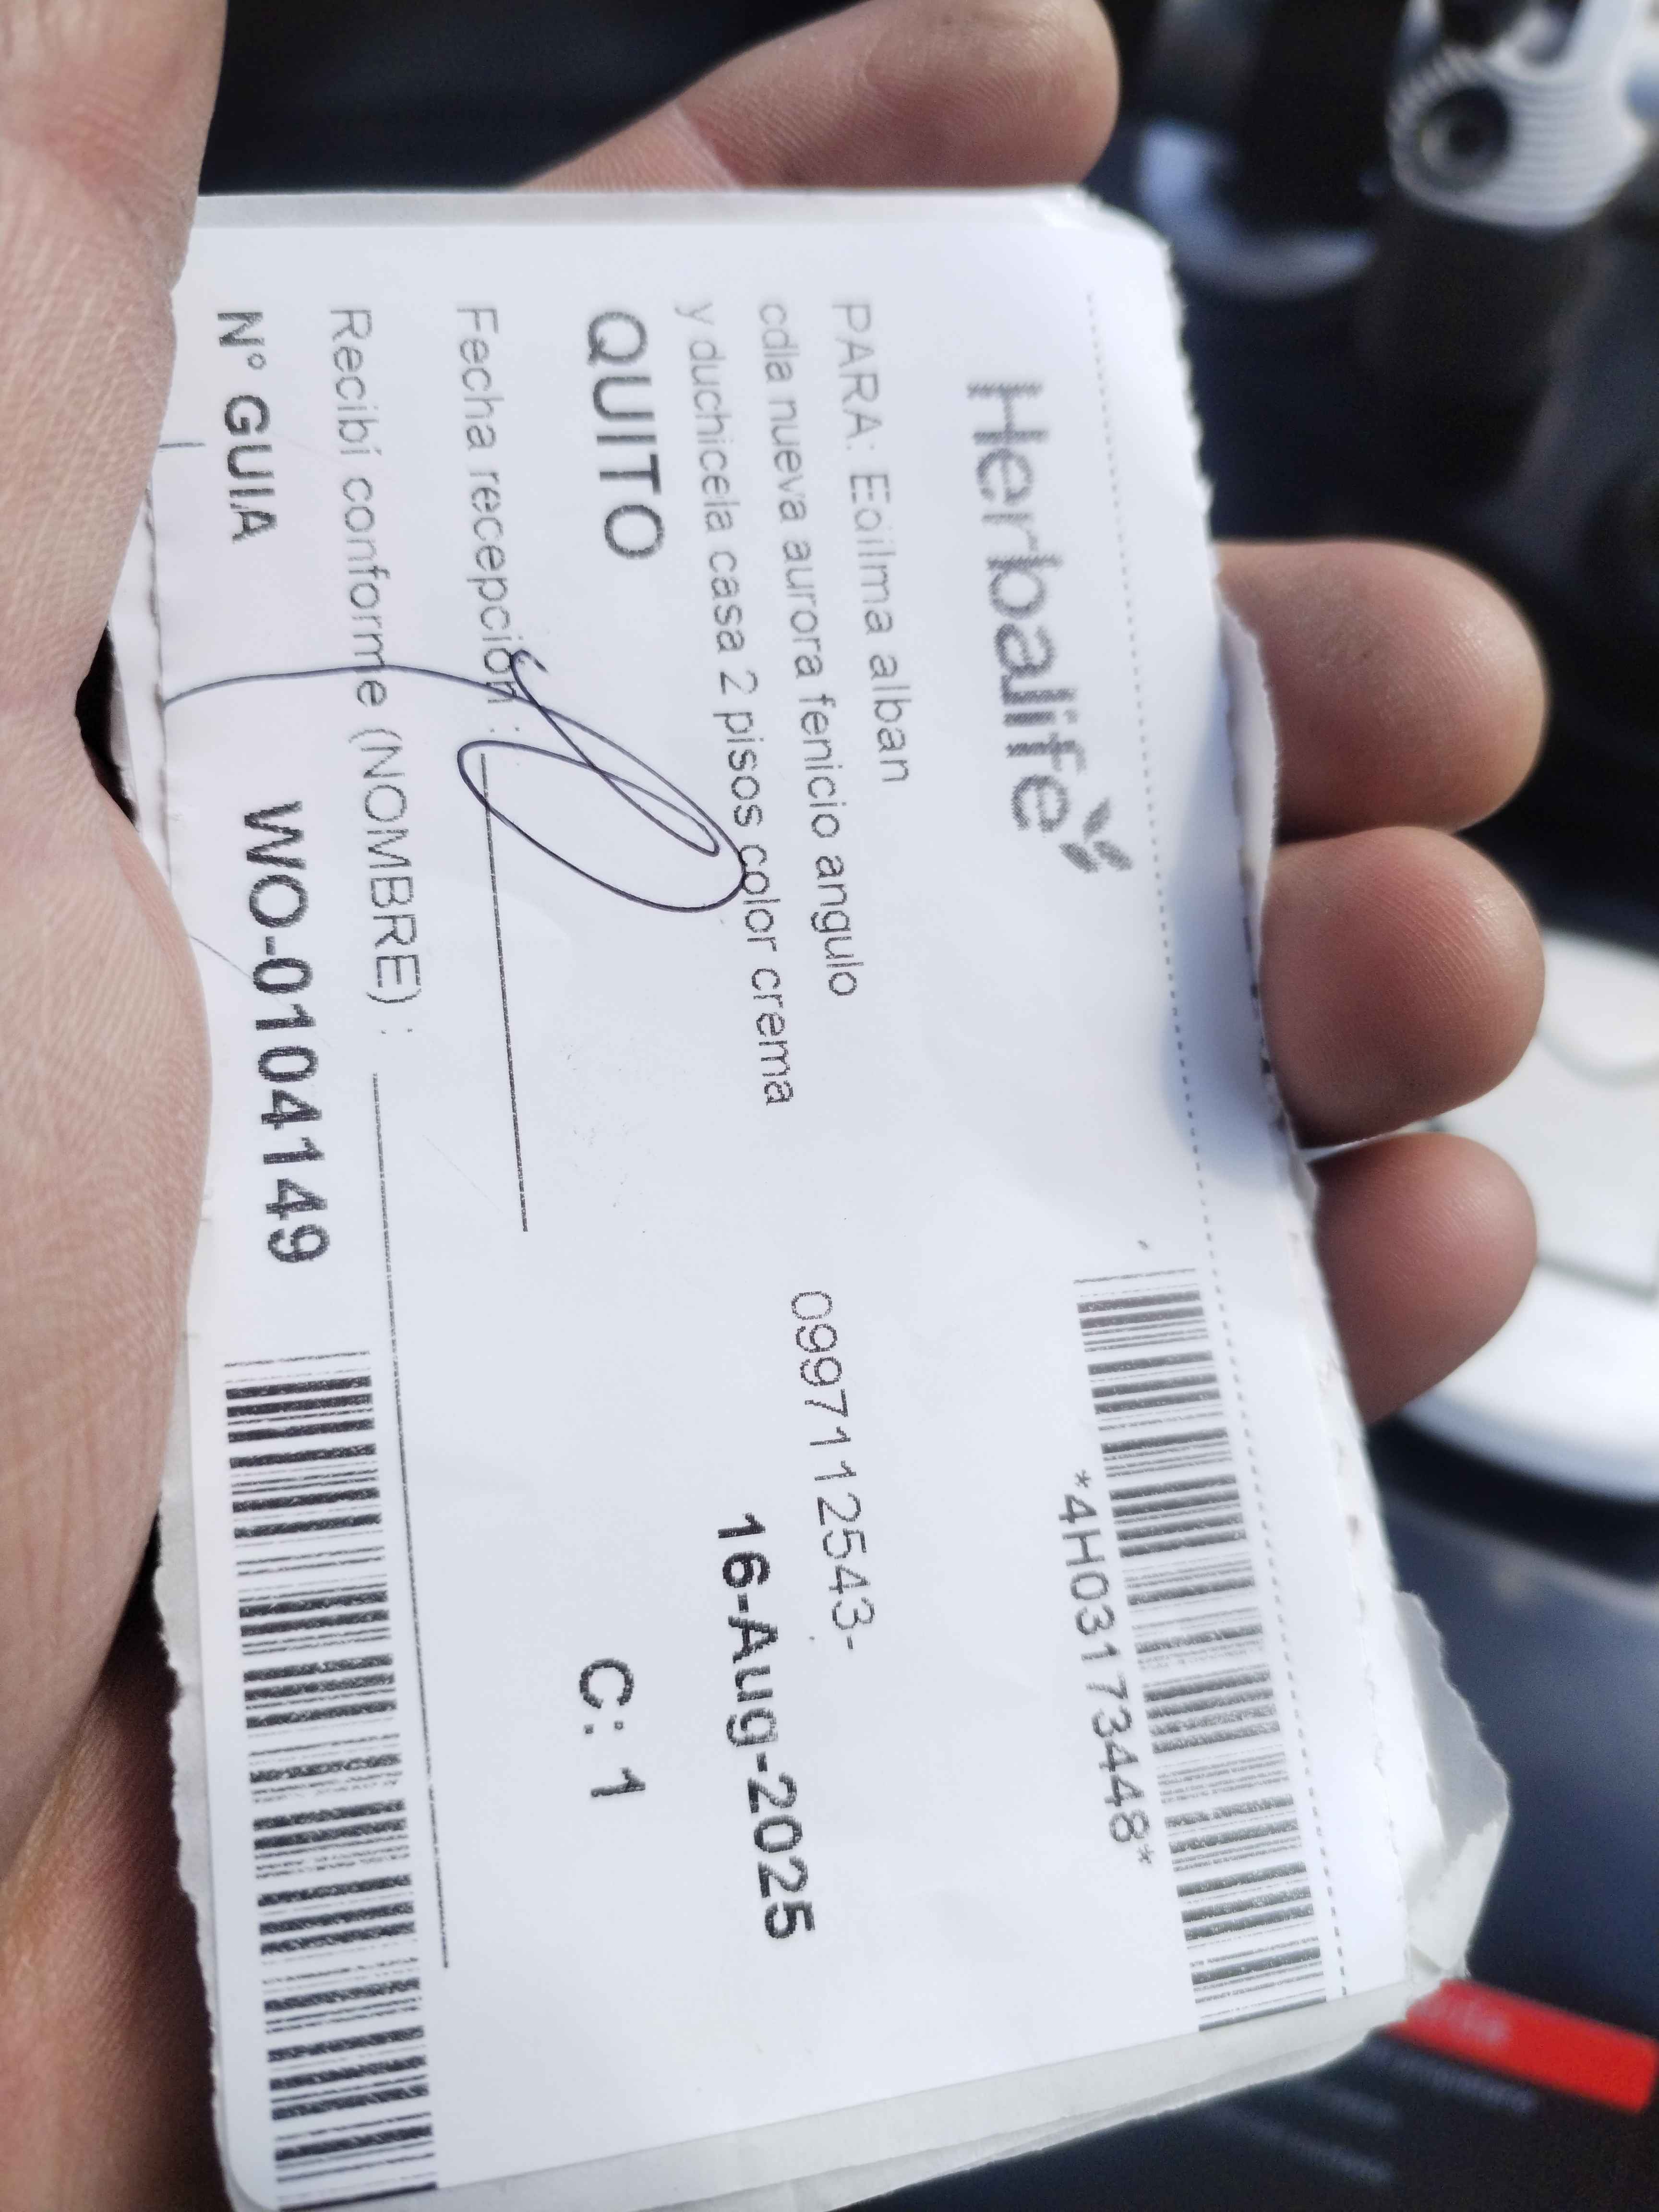 Herbalife
*4H03173448*
PARA: Eoilma alban
cdla nueva aurora fenicio angulo
0997112543-
y duchicela casa 2 pisos color crema
16-Aug-2025
QUITO
C: 1
Fecha recepción :
Recibí conforme (NOMBRE) :
N° GUIA WO-0104149